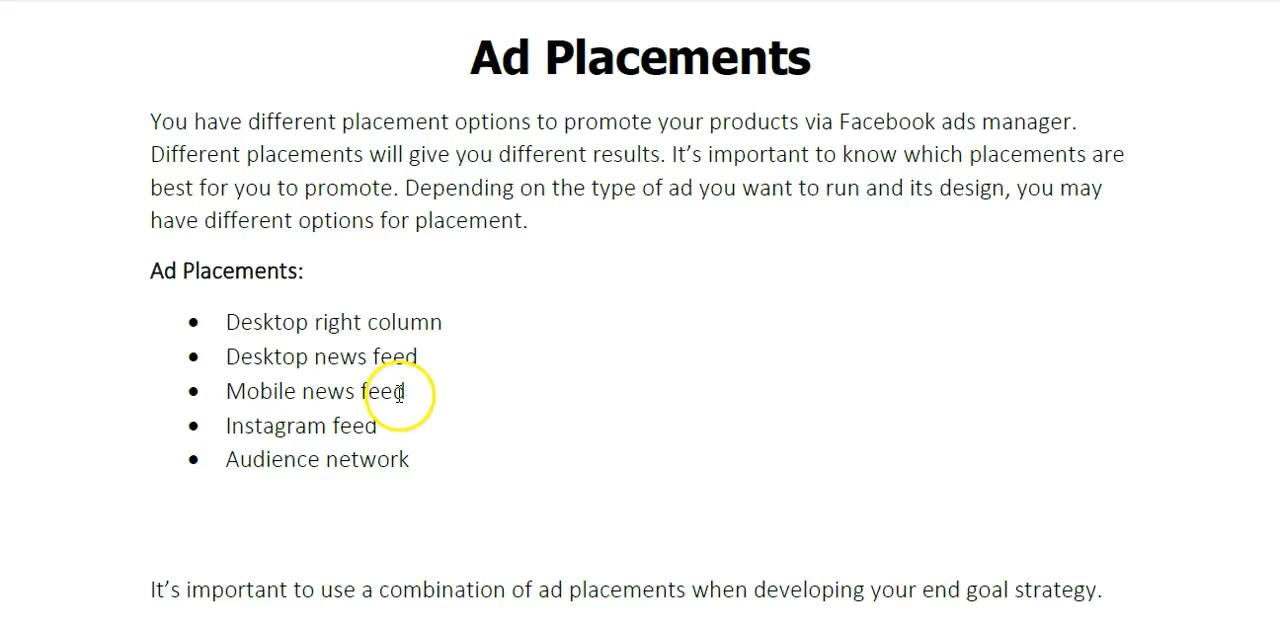 Ad Placements
You have different placement options to promote your products via Facebook ads manager.
Different placements will give you different results. It’s important to know which placements are
best for you to promote. Depending on the type of ad you want to run and its design, you may
have different options for placement.
Ad Placements:
• Desktop right column
• Desktop news feed
• Mobile news feed
• Instagram feed
• Audience network
It’s important to use a combination of ad placements when developing your end goal strategy.